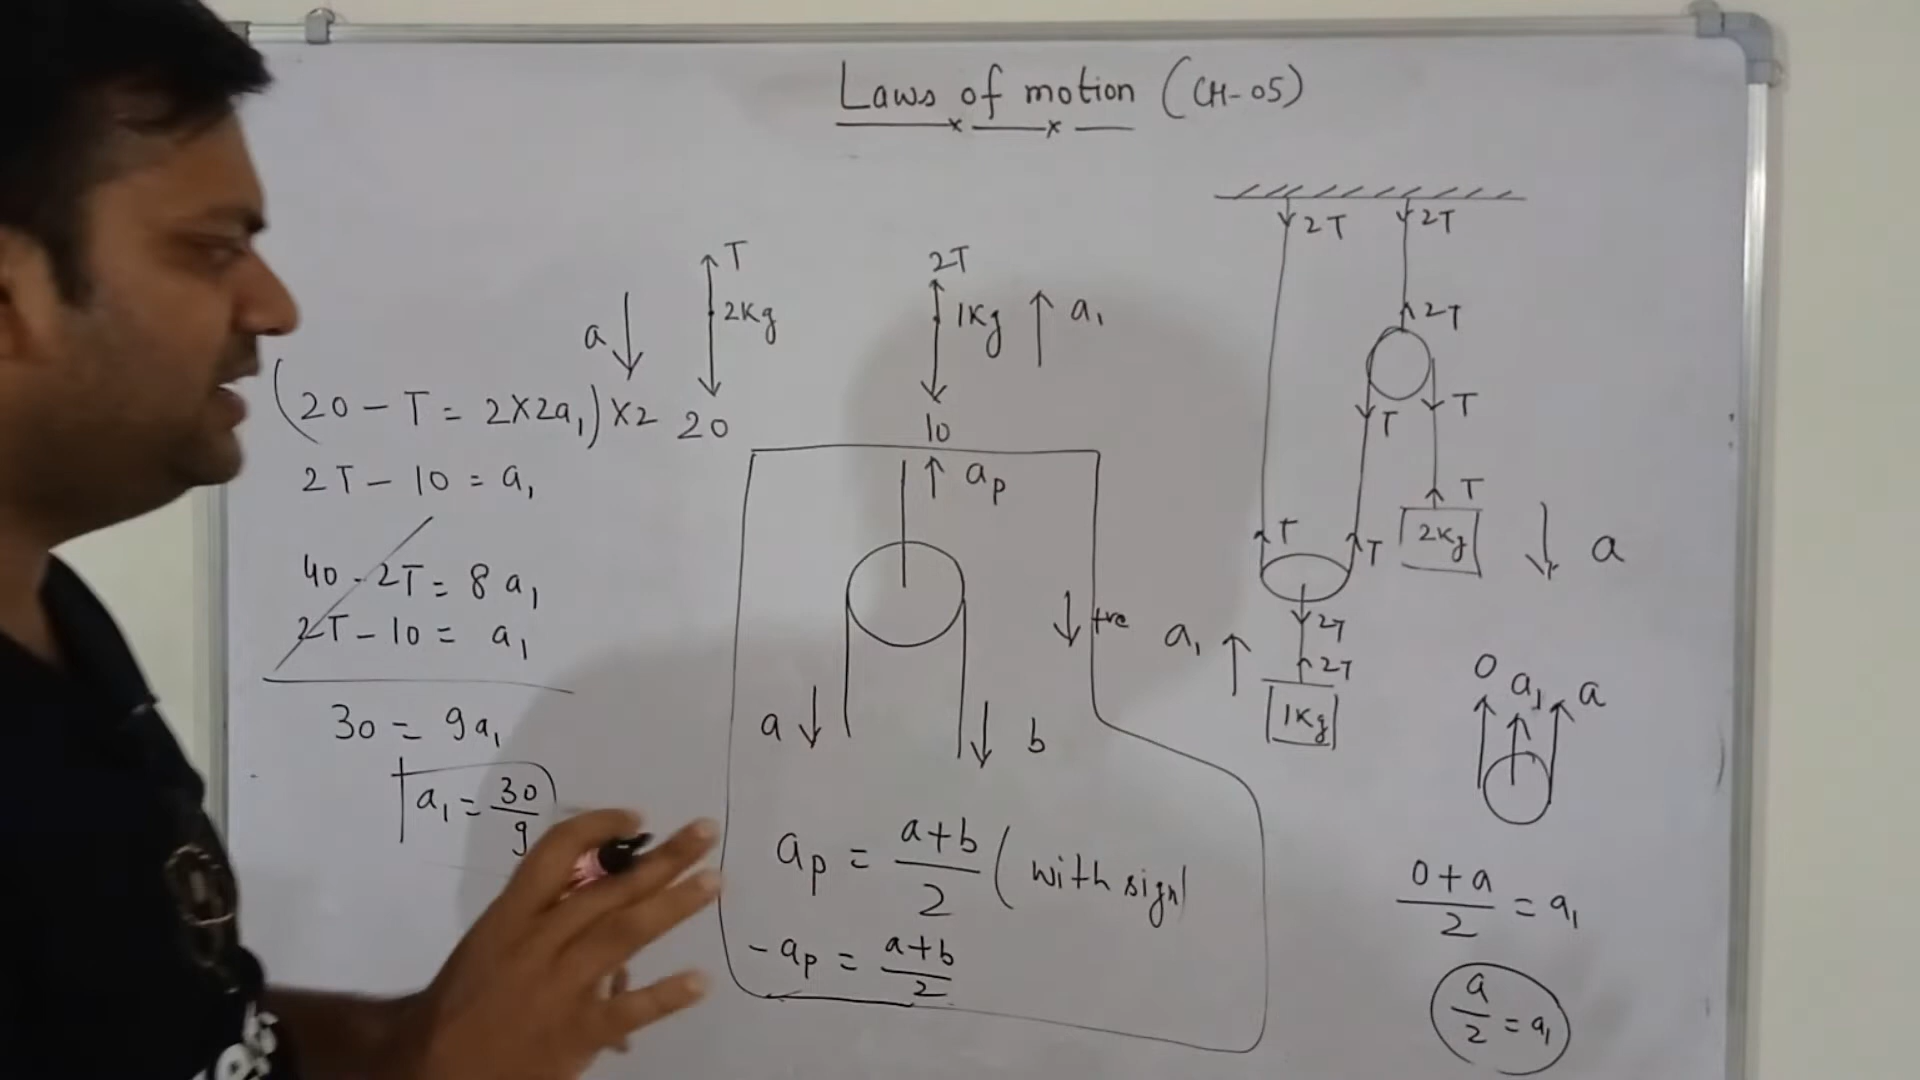 Laws of motion (CH-05)
a
T
2Kg
20
2T
1Kg
a₁
10
(20 - T = 2×2a₁)×2
2T - 10 = a₁
40 - 2T = 8a₁
2T - 10 = a₁
30 = 9a₁
a₁ = 30/9
aₚ
+ve
a
b
aₚ = a+b/2 (with sign)
-aₚ = a+b/2
2T
2T
2T
T
T
T
T
T
2Kg
a
2T
2T
a₁
1Kg
0
a₁
a
0+a/2 = a₁
a/2 = a₁